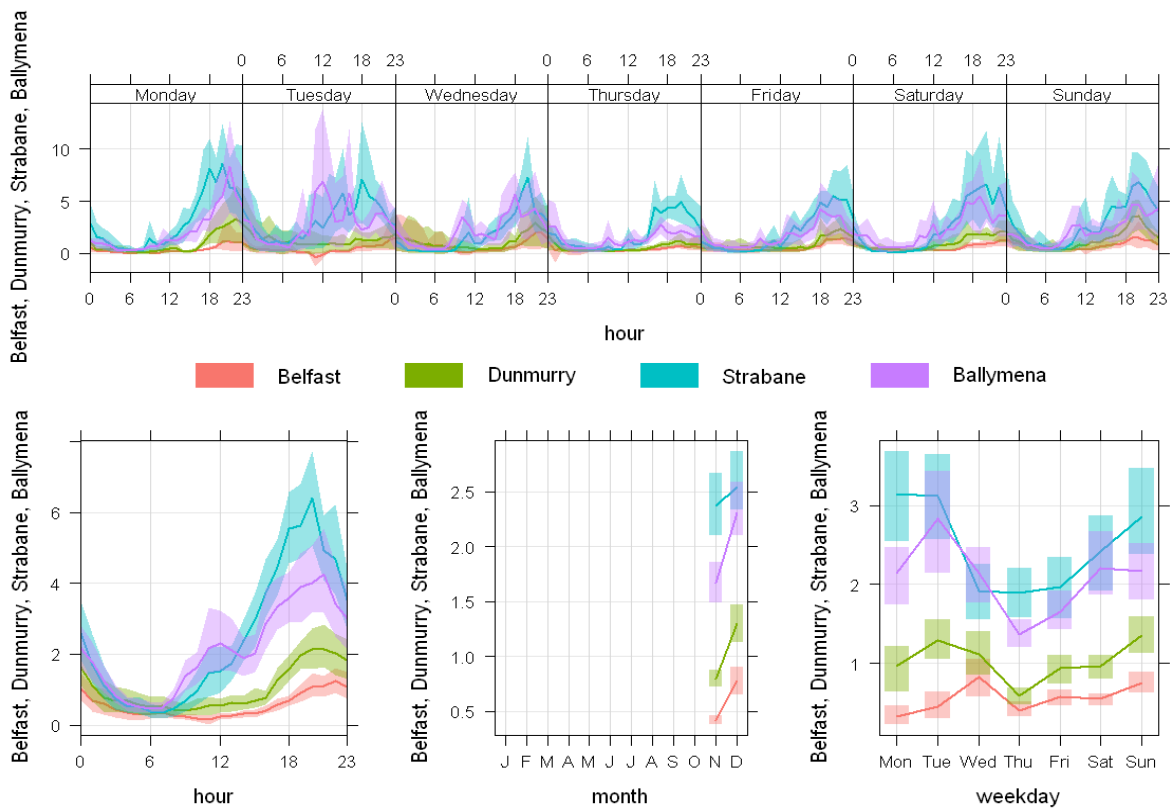 Belfast, Dunmurry, Strabane, Ballymena
0 6 12 18 23 0 6 12 18 23 0 6 12 18 23
Monday Tuesday Wednesday Thursday Friday Saturday Sunday
10
5
0
0 6 12 18 23 0 6 12 18 23 0 6 12 18 23 0 6 12 18 23
hour
Belfast Dunmurry Strabane Ballymena
Belfast, Dunmurry, Strabane, Ballymena
6
4
2
0
0 6 12 18 23
hour
Belfast, Dunmurry, Strabane, Ballymena
2.5
2.0
1.5
1.0
0.5
J F M A M J J A S O N D
month
Belfast, Dunmurry, Strabane, Ballymena
3
2
1
Mon Tue Wed Thu Fri Sat Sun
weekday